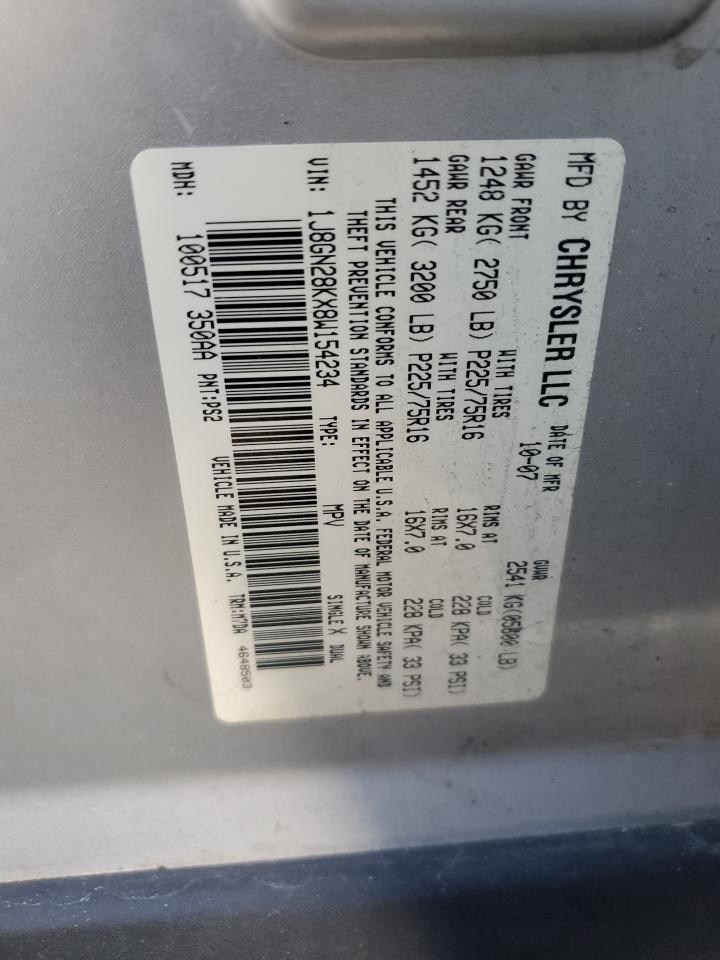 MFD BY CHRYSLER LLC DATE OF MFR GVWR
10-07 2541 KG(05800 LB)
GAWR FRONT WITH TIRES RIMS AT COLD
1248 KG( 2750 LB) P225/75R16 16X7.0 228 KPA( 33 PSI)
GAWR REAR WITH TIRES RIMS AT COLD
1452 KG( 3200 LB) P225/75R16 16X7.0 228 KPA( 33 PSI)
THIS VEHICLE CONFORMS TO ALL APPLICABLE U.S.A. FEDERAL MOTOR VEHICLE SAFETY AND
THEFT PREVENTION STANDARDS IN EFFECT ON THE DATE OF MANUFACTURE SHOWN ABOVE.
VIN: 1J8GN28KX8W154234 TYPE: MPV SINGLE X DUAL
MDH: 100517 350AA PNT:PS2 VEHICLE MADE IN U.S.A. TRM:M7DA 4648503